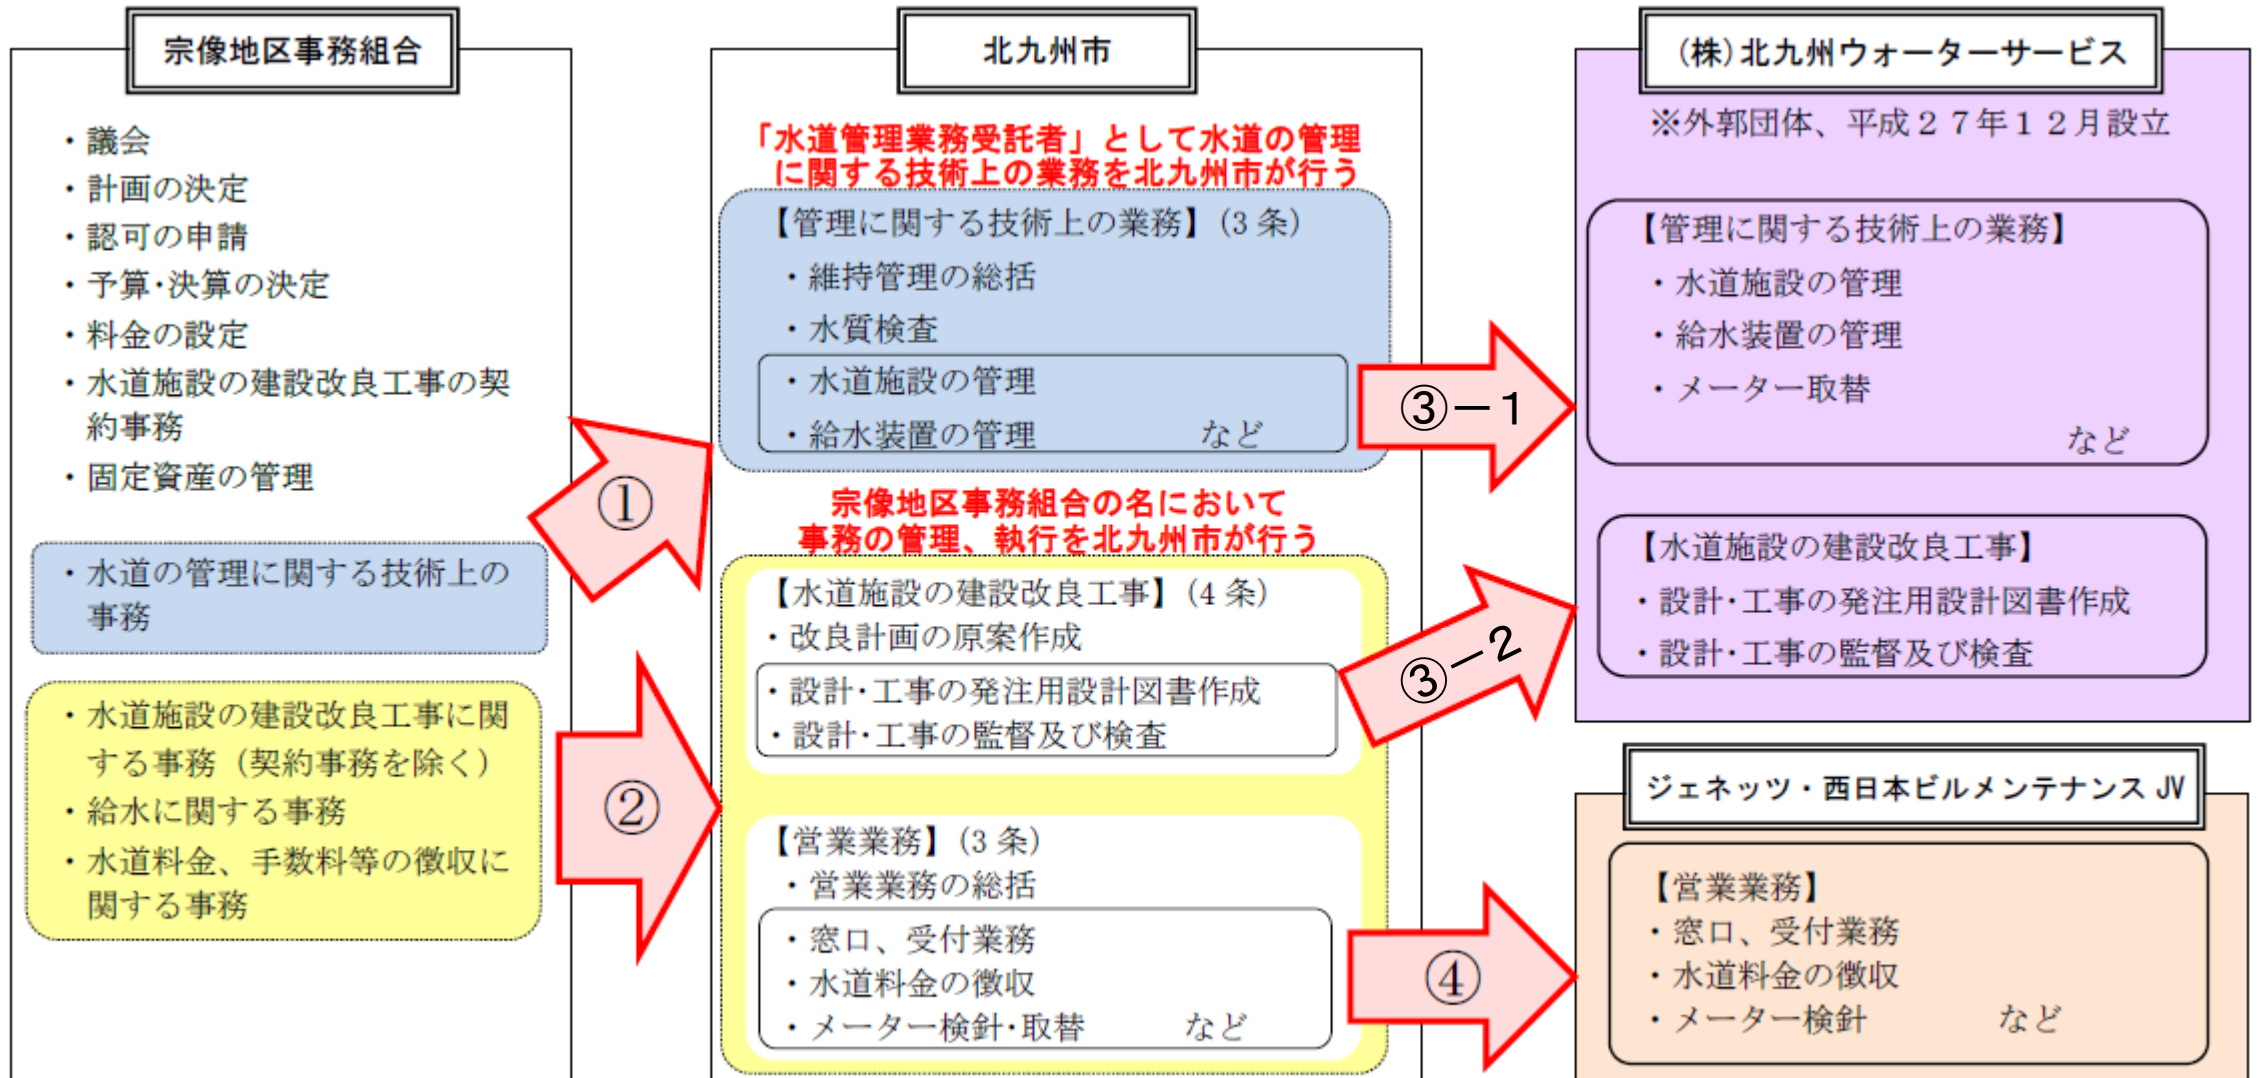 宗像地区事務組合
・議会
・計画の決定
・認可の申請
・予算･決算の決定
・料金の設定
・水道施設の建設改良工事の契
約事務
・固定資産の管理
・水道の管理に関する技術上の
事務
・水道施設の建設改良工事に関
する事務（契約事務を除く）
・給水に関する事務
・水道料金、手数料等の徴収に
関する事務
①
②
北九州市
「水道管理業務受託者」として水道の管理
に関する技術上の業務を北九州市が行う
【管理に関する技術上の業務】(3 条)
・維持管理の総括
・水質検査
・水道施設の管理
・給水装置の管理 など
宗像地区事務組合の名において
事務の管理、執行を北九州市が行う
【水道施設の建設改良工事】(4 条)
・改良計画の原案作成
・設計･工事の発注用設計図書作成
・設計･工事の監督及び検査
【営業業務】(3 条)
・営業業務の総括
・窓口、受付業務
・水道料金の徴収
・メーター検針･取替 など
③－1
③－2
④
(株)北九州ウォーターサービス
※外郭団体、平成２７年１２月設立
【管理に関する技術上の業務】
・水道施設の管理
・給水装置の管理
・メーター取替
など
【水道施設の建設改良工事】
・設計･工事の発注用設計図書作成
・設計･工事の監督及び検査
ジェネッツ・西日本ビルメンテナンス JV
【営業業務】
・窓口、受付業務
・水道料金の徴収
・メーター検針 など